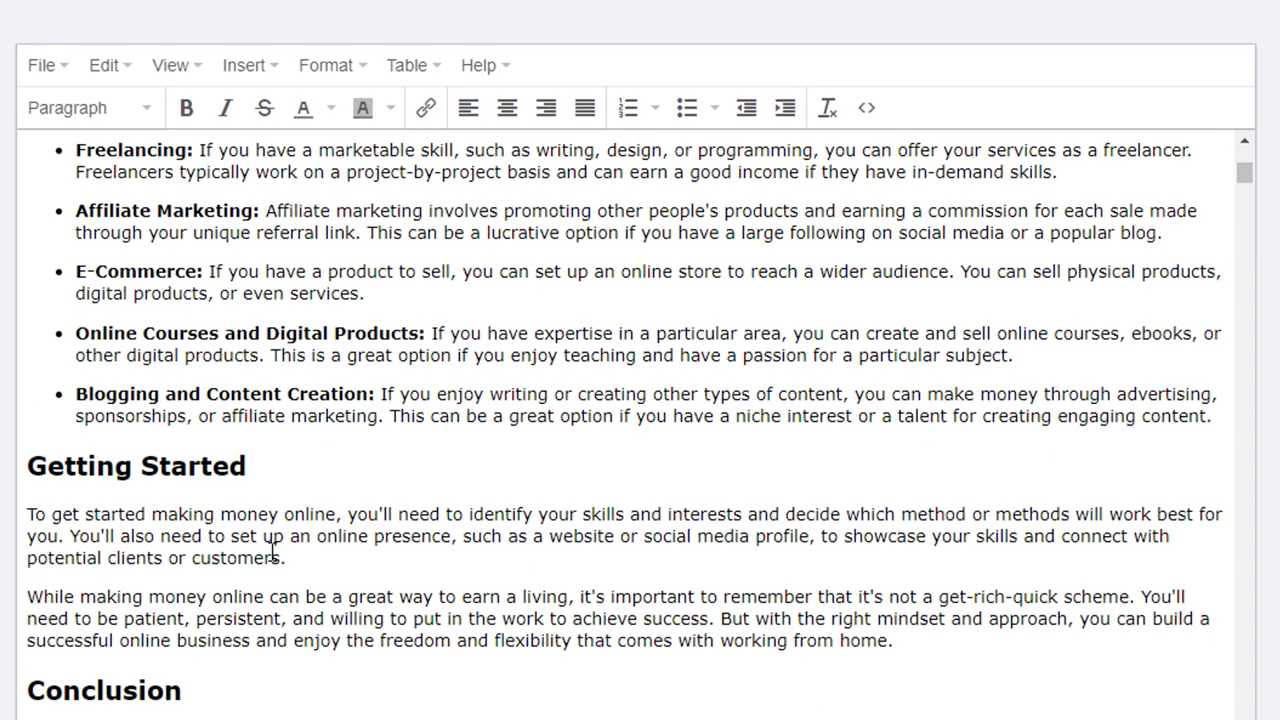 File Edit View Insert Format Table Help
Paragraph B I S A A
Freelancing: If you have a marketable skill, such as writing, design, or programming, you can offer your services as a freelancer.
Freelancers typically work on a project-by-project basis and can earn a good income if they have in-demand skills.
Affiliate Marketing: Affiliate marketing involves promoting other people's products and earning a commission for each sale made
through your unique referral link. This can be a lucrative option if you have a large following on social media or a popular blog.
E-Commerce: If you have a product to sell, you can set up an online store to reach a wider audience. You can sell physical products,
digital products, or even services.
Online Courses and Digital Products: If you have expertise in a particular area, you can create and sell online courses, ebooks, or
other digital products. This is a great option if you enjoy teaching and have a passion for a particular subject.
Blogging and Content Creation: If you enjoy writing or creating other types of content, you can make money through advertising,
sponsorships, or affiliate marketing. This can be a great option if you have a niche interest or a talent for creating engaging content.
Getting Started
To get started making money online, you'll need to identify your skills and interests and decide which method or methods will work best for
you. You'll also need to set up an online presence, such as a website or social media profile, to showcase your skills and connect with
potential clients or customers.
While making money online can be a great way to earn a living, it's important to remember that it's not a get-rich-quick scheme. You'll
need to be patient, persistent, and willing to put in the work to achieve success. But with the right mindset and approach, you can build a
successful online business and enjoy the freedom and flexibility that comes with working from home.
Conclusion